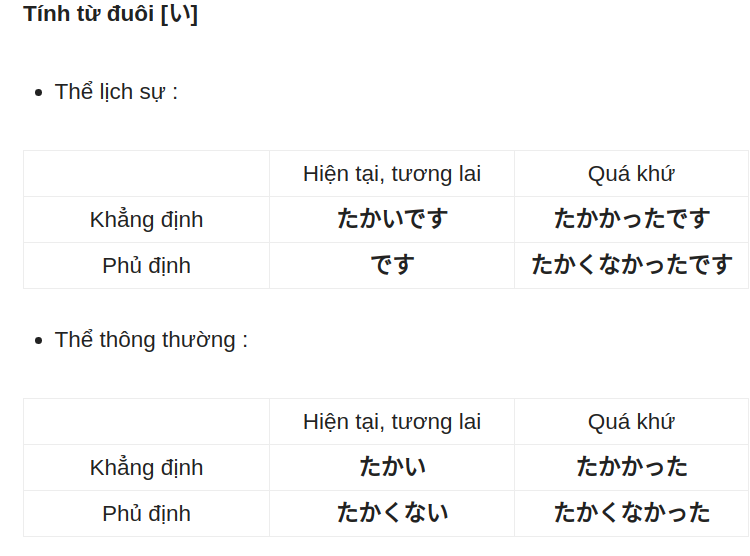 Tính từ đuôi [い]
Thể lịch sự :
Hiện tại, tương lai Quá khứ
Khẳng định たかいです たかかったです
Phủ định です たかくなかったです
Thể thông thường :
Hiện tại, tương lai Quá khứ
Khẳng định たかい たかかった
Phủ định たかくない たかくなかった